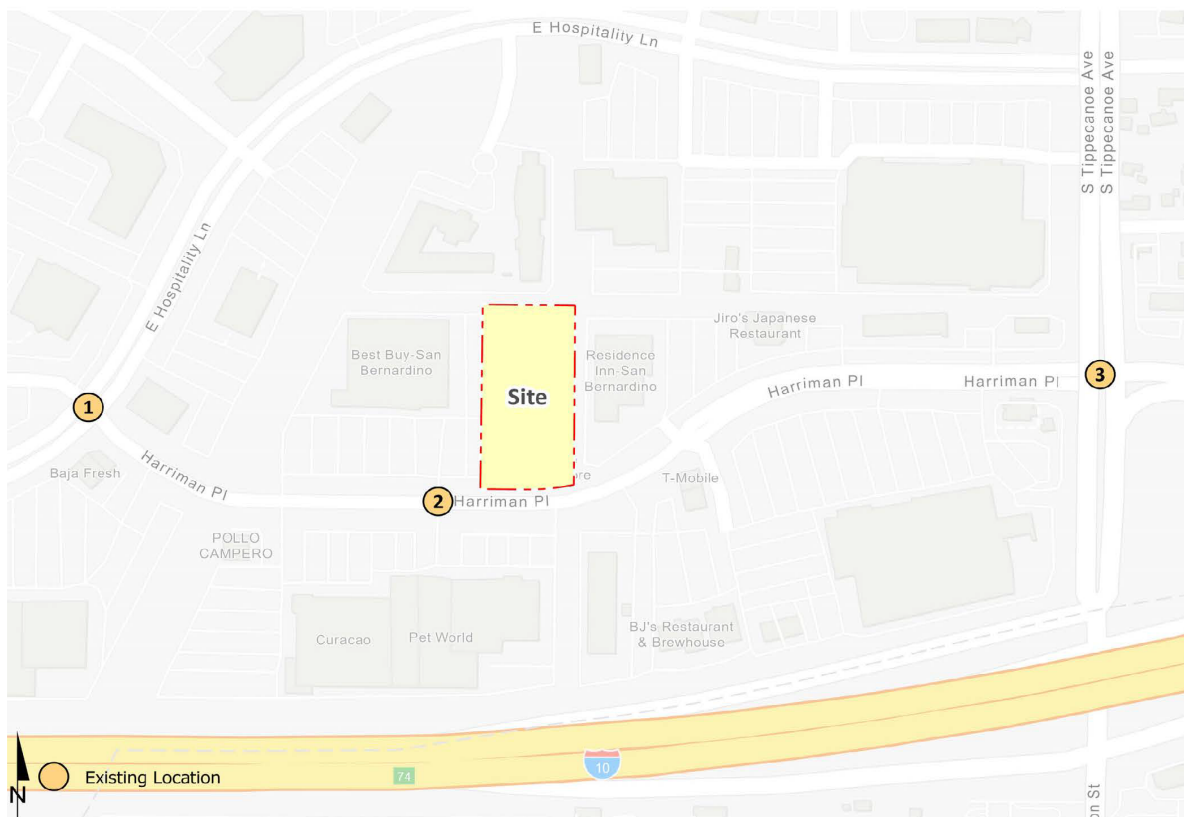 E Hospitality Ln
S Tippecanoe Ave
S Tippecanoe Ave
E Hospitality Ln
Jiro's Japanese
Restaurant
Best Buy-San
Bernardino
Residence
Inn-San
Bernardino
Site
Harriman Pl
Harriman Pl
3
1
Baja Fresh
Harriman Pl
T-Mobile
2
Harriman Pl
POLLO
CAMPERO
Curacao
Pet World
BJ's Restaurant
& Brewhouse
10
74
N
Existing Location